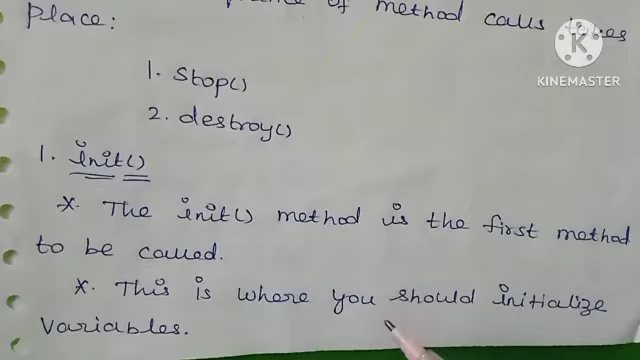 of method calls takes
place:
1. stop()
2. destroy()
1. init()
* The init() method is the first method
to be called.
* This is where you should initialize
variables.
KINEMASTER